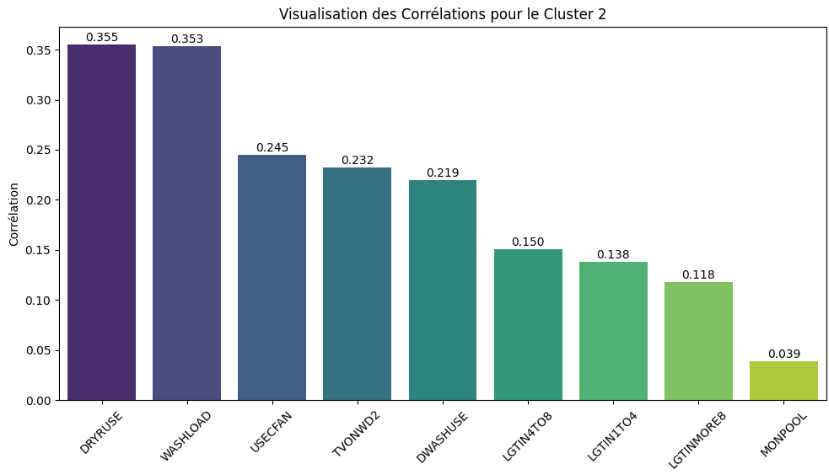 Visualisation des Corrélations pour le Cluster 2
Corrélation
0.35
0.30
0.25
0.20
0.15
0.10
0.05
0.00
0.355
0.353
0.245
0.232
0.219
0.150
0.138
0.118
0.039
DRYRUSE
WASHLOAD
USECFAN
TVONWD2
DWASHUSE
LGTIN4TO8
LGTIN1TO4
LGTINMORE8
MONPOOL